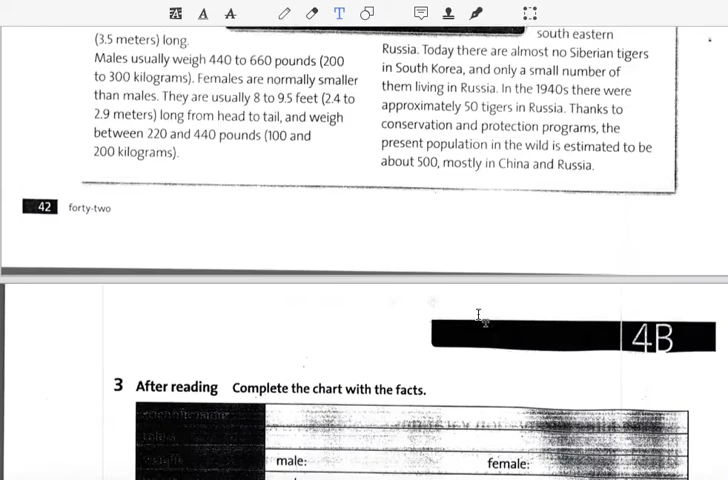 (3.5 meters) long.
Males usually weigh 440 to 660 pounds (200
to 300 kilograms). Females are normally smaller
than males. They are usually 8 to 9.5 feet (2.4 to
2.9 meters) long from head to tail, and weigh
between 220 and 440 pounds (100 and
200 kilograms).
south eastern
Russia. Today there are almost no Siberian tigers
in South Korea, and only a small number of
them living in Russia. In the 1940s there were
approximately 50 tigers in Russia. Thanks to
conservation and protection programs, the
present population in the wild is estimated to be
about 500, mostly in China and Russia.
42 forty-two
4B
3 After reading Complete the chart with the facts.
scientific name
weight
male: female: